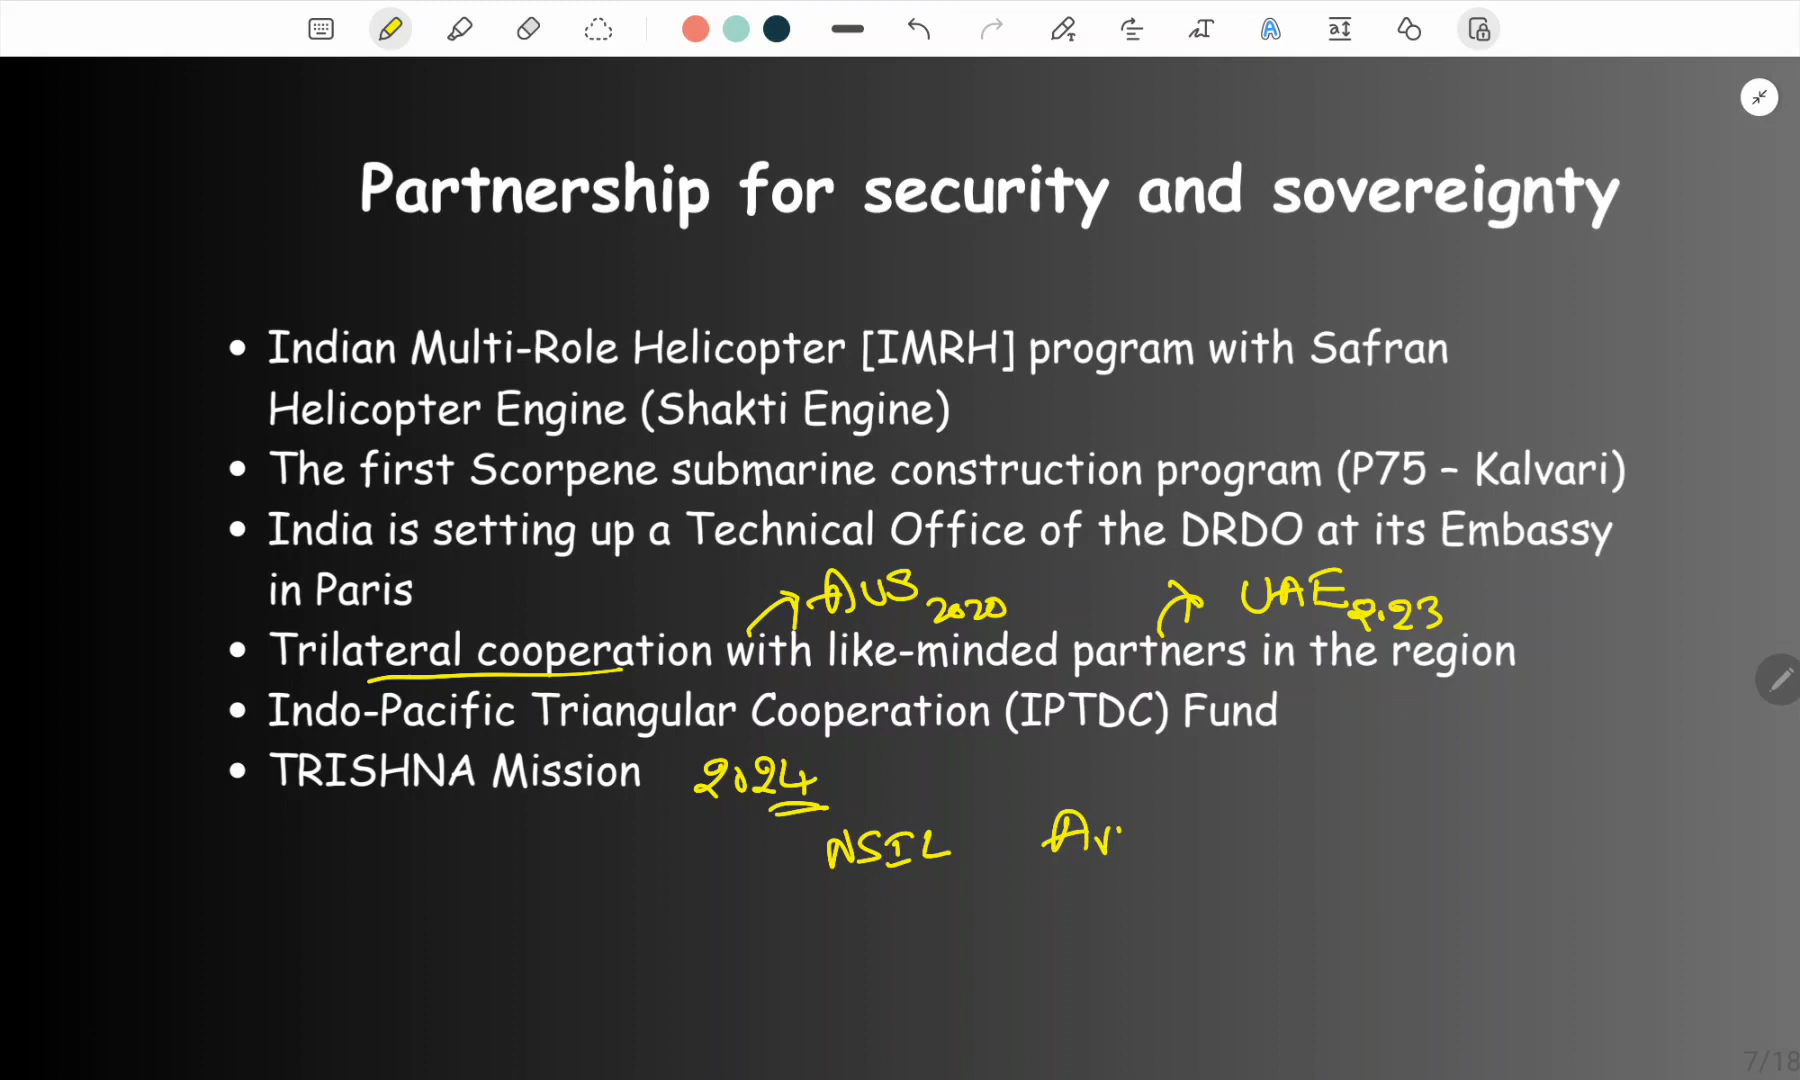 Partnership for security and sovereignty
• Indian Multi-Role Helicopter [IMRH] program with Safran
Helicopter Engine (Shakti Engine)
• The first Scorpene submarine construction program (P75 – Kalvari)
• India is setting up a Technical Office of the DRDO at its Embassy
in Paris
AUS 2020 UAE 2023
• Trilateral cooperation with like-minded partners in the region
• Indo-Pacific Triangular Cooperation (IPTDC) Fund
• TRISHNA Mission 2024
NSIL Ar
7/18